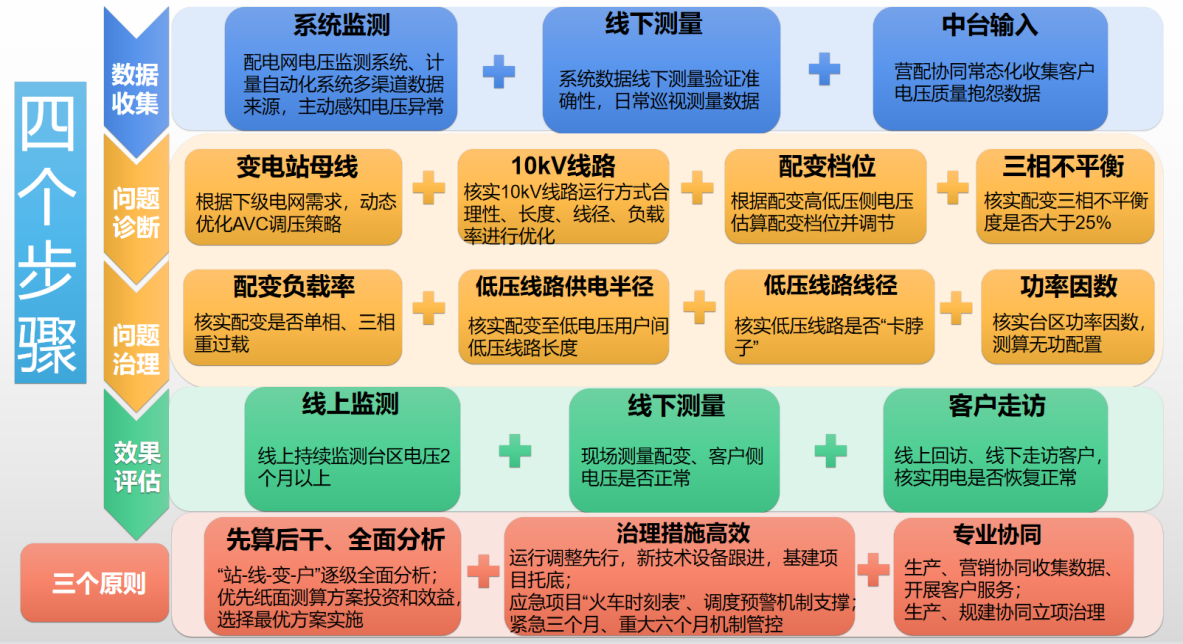 四个步骤
数据
收集
系统监测
配电网电压监测系统、计
量自动化系统多渠道数据
来源，主动感知电压异常
线下测量
系统数据线下测量验证准
确性，日常巡视测量数据
中台输入
营配协同常态化收集客户
电压质量抱怨数据
问题
诊断
变电站母线
根据下级电网需求，动态
优化AVC调压策略
10kV线路
核实10kV线路运行方式合
理性、长度、线径、负载
率进行优化
配变档位
根据配变高低压侧电压
估算配变档位并调节
三相不平衡
核实配变三相不平衡
度是否大于25%
问题
治理
配变负载率
核实配变是否单相、三相
重过载
低压线路供电半径
核实配变至低电压用户间
低压线路长度
低压线路线径
核实低压线路是否“卡脖
子”
功率因数
核实台区功率因数，
测算无功配置
效果
评估
线上监测
线上持续监测台区电压2
个月以上
线下测量
现场测量配变、客户侧
电压是否正常
客户走访
线上回访、线下走访客户，
核实用电是否恢复正常
三个原则
先算后干、全面分析
“站-线-变-户”逐级全面分析；
优先纸面测算方案投资和效益，
选择最优方案实施
治理措施高效
运行调整先行，新技术设备跟进，基建项
目托底；
应急项目“火车时刻表”、调度预警机制支撑；
紧急三个月、重大六个月机制管控
专业协同
生产、营销协同收集数据、
开展客户服务；
生产、规建协同立项治理